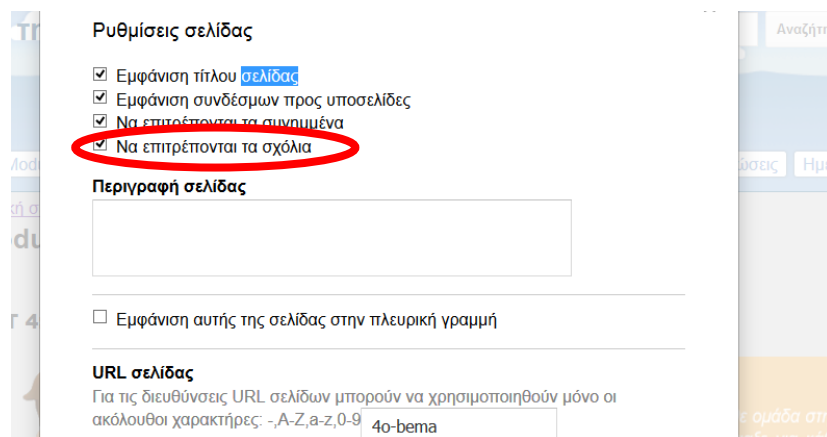 Ρυθμίσεις σελίδας
Εμφάνιση τίτλου σελίδας
Εμφάνιση συνδέσμων προς υποσελίδες
Να επιτρέπονται τα συνημμένα
Να επιτρέπονται τα σχόλια
Περιγραφή σελίδας
Εμφάνιση αυτής της σελίδας στην πλευρική γραμμή
URL σελίδας
Για τις διευθύνσεις URL σελίδων μπορούν να χρησιμοποιηθούν μόνο οι
ακόλουθοι χαρακτήρες: -,A-Z,a-z,0-9
4o-bema